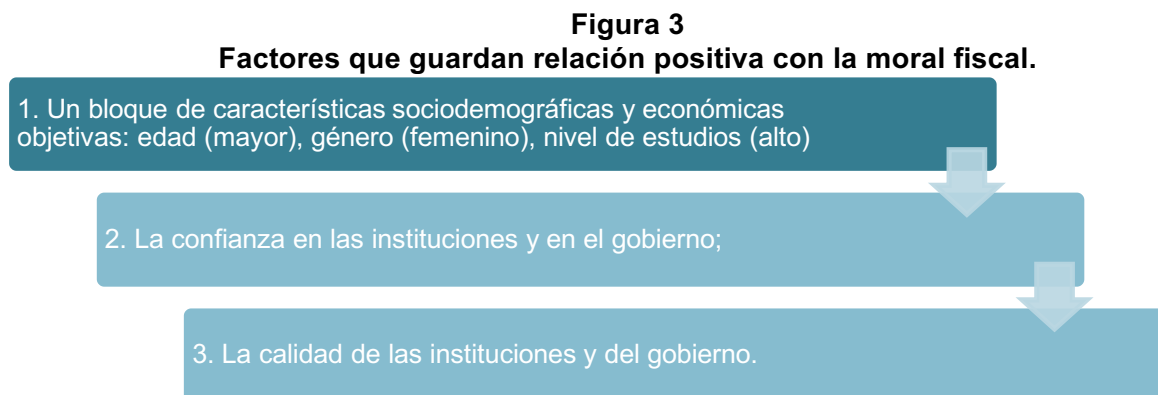 Figura 3
Factores que guardan relación positiva con la moral fiscal.
1. Un bloque de características sociodemográficas y económicas
objetivas: edad (mayor), género (femenino), nivel de estudios (alto)
2. La confianza en las instituciones y en el gobierno;
3. La calidad de las instituciones y del gobierno.